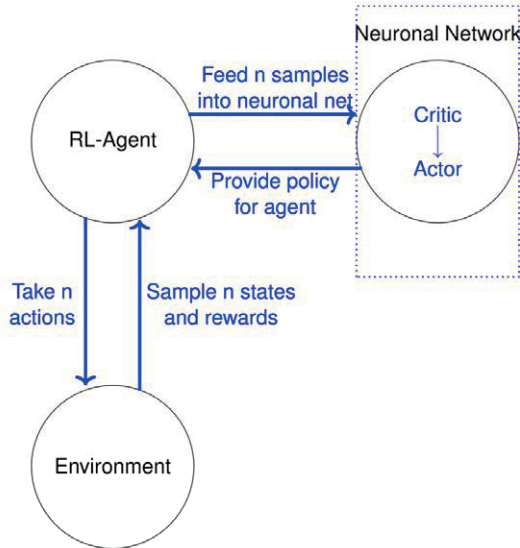 Neuronal Network
Feed n samples
into neuronal net
RL-Agent
Critic
Actor
Provide policy
for agent
Take n
actions
Sample n states
and rewards
Environment